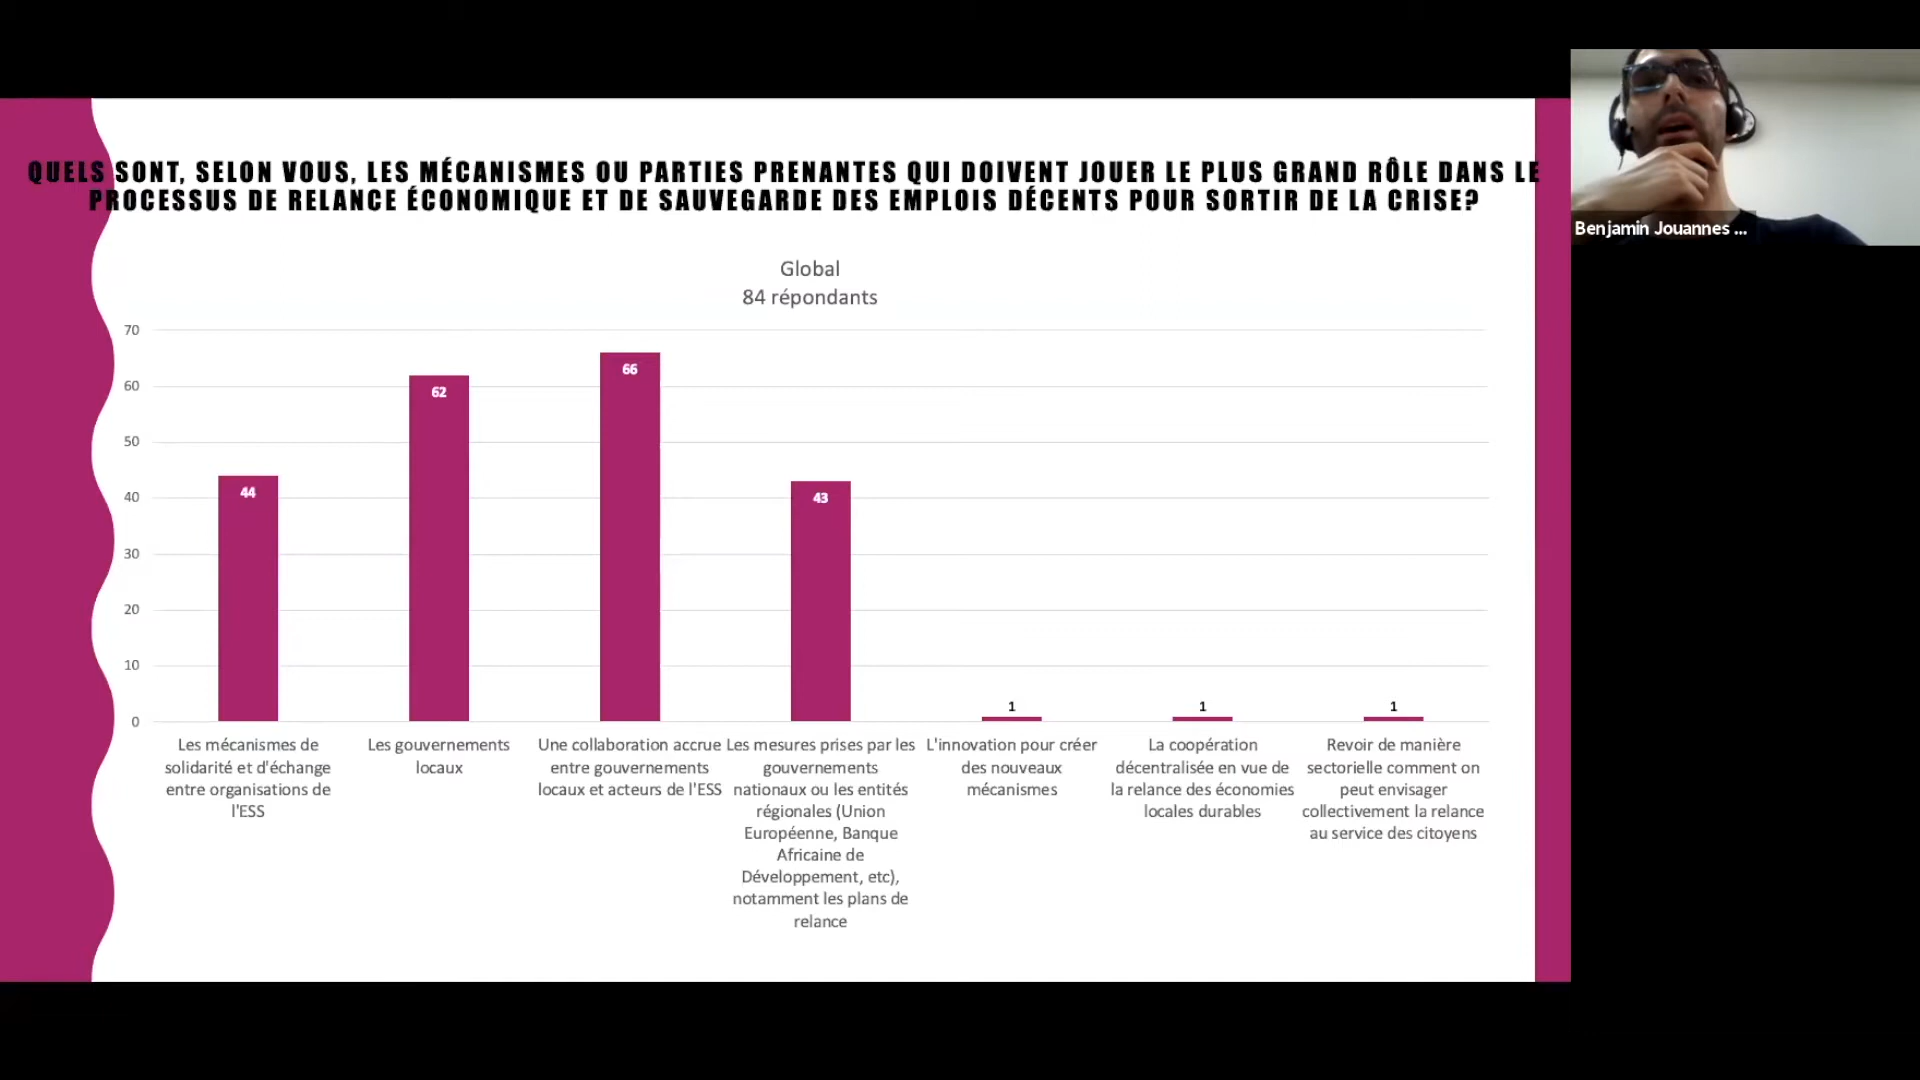 QUELS SONT, SELON VOUS, LES MÉCANISMES OU PARTIES PRENANTES QUI DOIVENT JOUER LE PLUS GRAND RÔLE DANS LE
PROCESSUS DE RELANCE ÉCONOMIQUE ET DE SAUVEGARDE DES EMPLOIS DÉCENTS POUR SORTIR DE LA CRISE?
Benjamin Jouannes ...
Global
84 répondants
70
60
50
40
30
20
10
0
44
62
66
43
1
1
1
Les mécanismes de
solidarité et d'échange
entre organisations de
l'ESS
Les gouvernements
locaux
Une collaboration accrue
entre gouvernements
locaux et acteurs de l'ESS
Les mesures prises par les
gouvernements
nationaux ou les entités
régionales (Union
Européenne, Banque
Africaine de
Développement, etc),
notamment les plans de
relance
L'innovation pour créer
des nouveaux
mécanismes
La coopération
décentralisée en vue de
la relance des économies
locales durables
Revoir de manière
sectorielle comment on
peut envisager
collectivement la relance
au service des citoyens